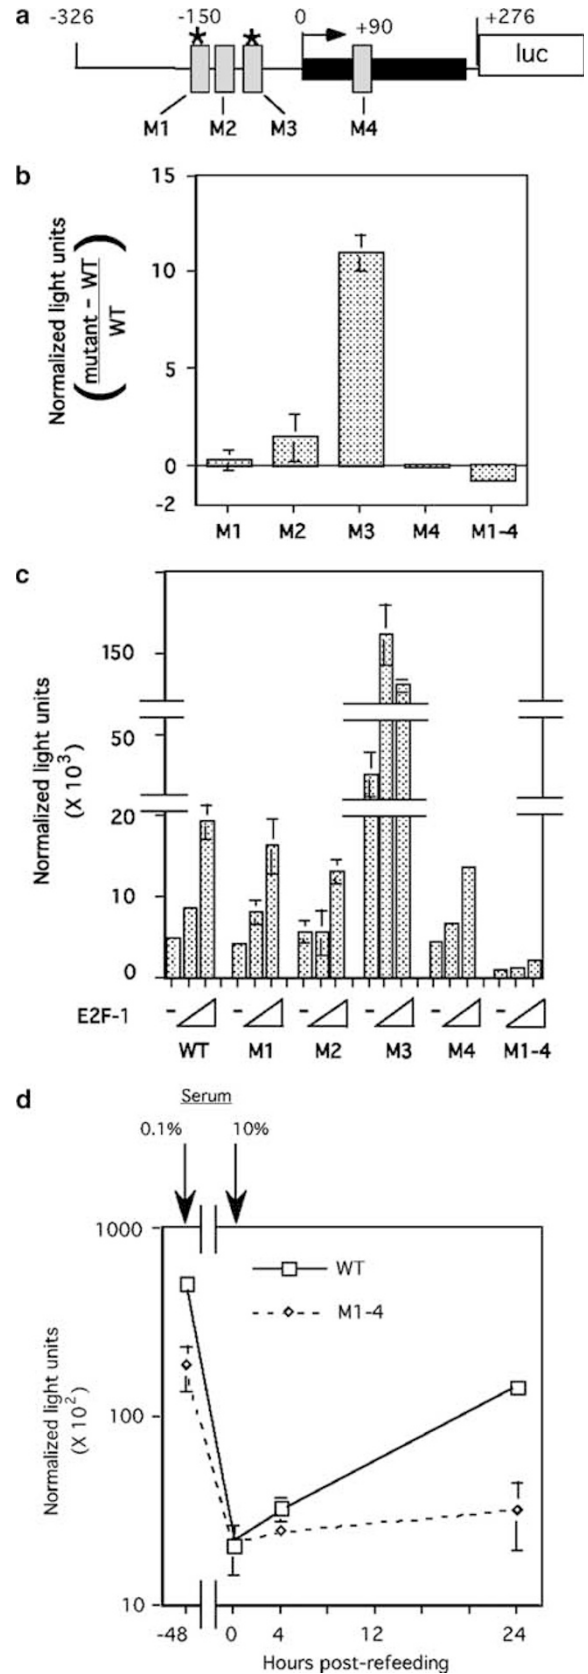 a
-326 -150 0 +90 +276
* *
luc
M1 M2 M3 M4
b
Normalized light units
( mutant - WT
WT )
15
10
5
0
-2
M1 M2 M3 M4 M1-4
c
Normalized light units
(X 10³)
150
50
20
10
0
E2F-1 - - - - - -
WT M1 M2 M3 M4 M1-4
d
Serum
0.1% 10%
1000
WT
M1-4
Normalized light units
(X 10²)
100
10
-48 0 4 12 24
Hours post-refeeding